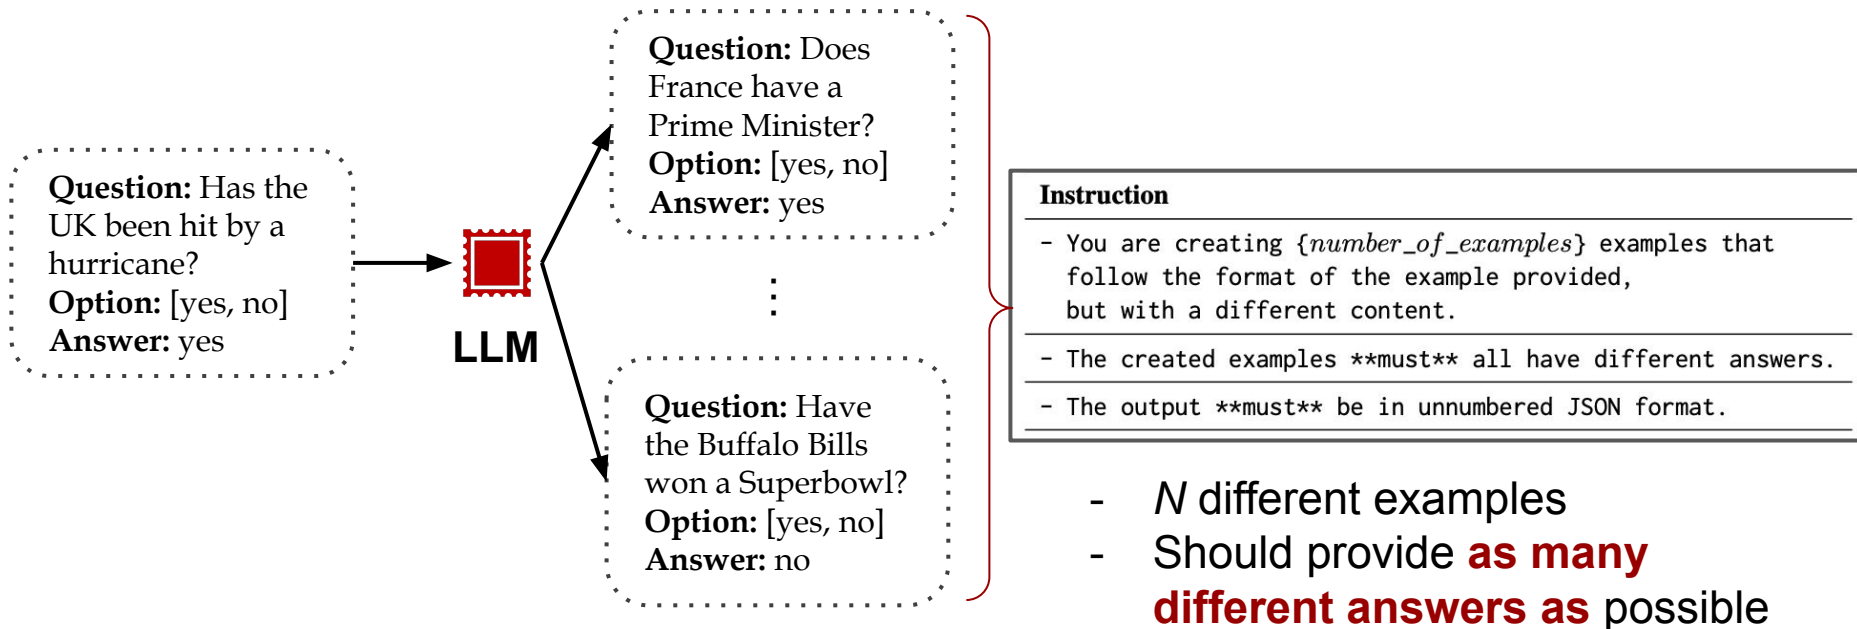 Question: Has the
UK been hit by a
hurricane?
Option: [yes, no]
Answer: yes
LLM
Question: Does
France have a
Prime Minister?
Option: [yes, no]
Answer: yes
⋮
Question: Have
the Buffalo Bills
won a Superbowl?
Option: [yes, no]
Answer: no
Instruction
- You are creating {number_of_examples} examples that
follow the format of the example provided,
but with a different content.
- The created examples **must** all have different answers.
- The output **must** be in unnumbered JSON format.
- N different examples
- Should provide as many
different answers as possible